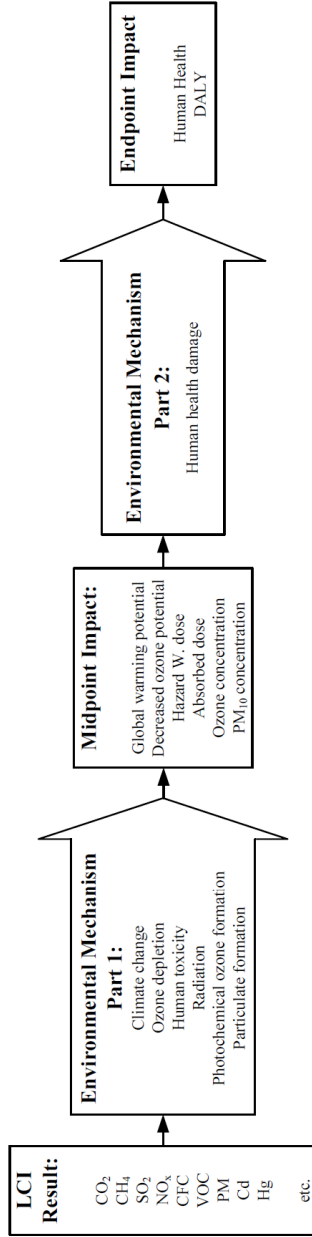 LCI
Result:
CO₂
CH₄
SO₂
NOₓ
CFC
VOC
PM
Cd
Hg
etc.
Environmental Mechanism
Part 1:
Climate change
Ozone depletion
Human toxicity
Radiation
Photochemical ozone formation
Particulate formation
Midpoint Impact:
Global warming potential
Decreased ozone potential
Hazard W. dose
Absorbed dose
Ozone concentration
PM₁₀ concentration
Environmental Mechanism
Part 2:
Human health damage
Endpoint Impact
Human Health
DALY